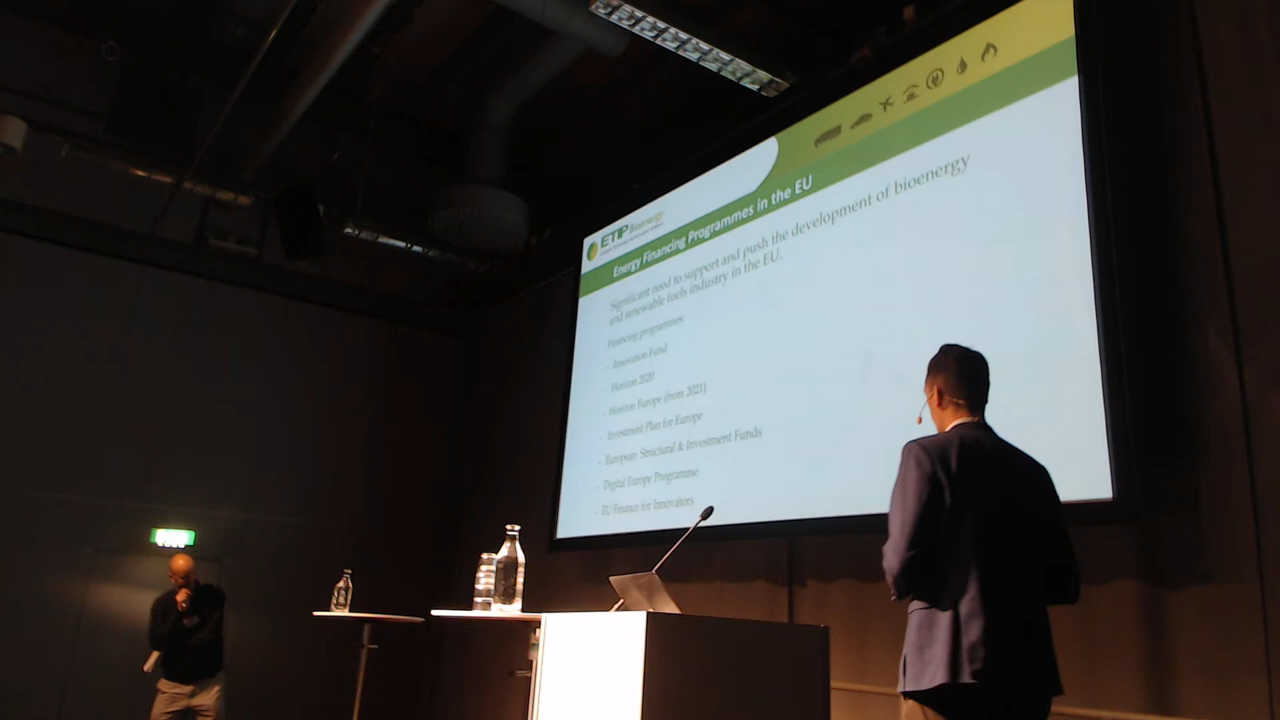 ETIP Bioenergy
Energy Financing Programmes in the EU
Significant need to support and push the development of bioenergy
and renewable fuels industry in the EU.
Financing programmes:
- Innovation Fund
- Horizon 2020
- Horizon Europe (from 2021)
- Investment Plan for Europe
- European Structural & Investment Funds
- Digital Europe Programme
- EU Finance for Innovators